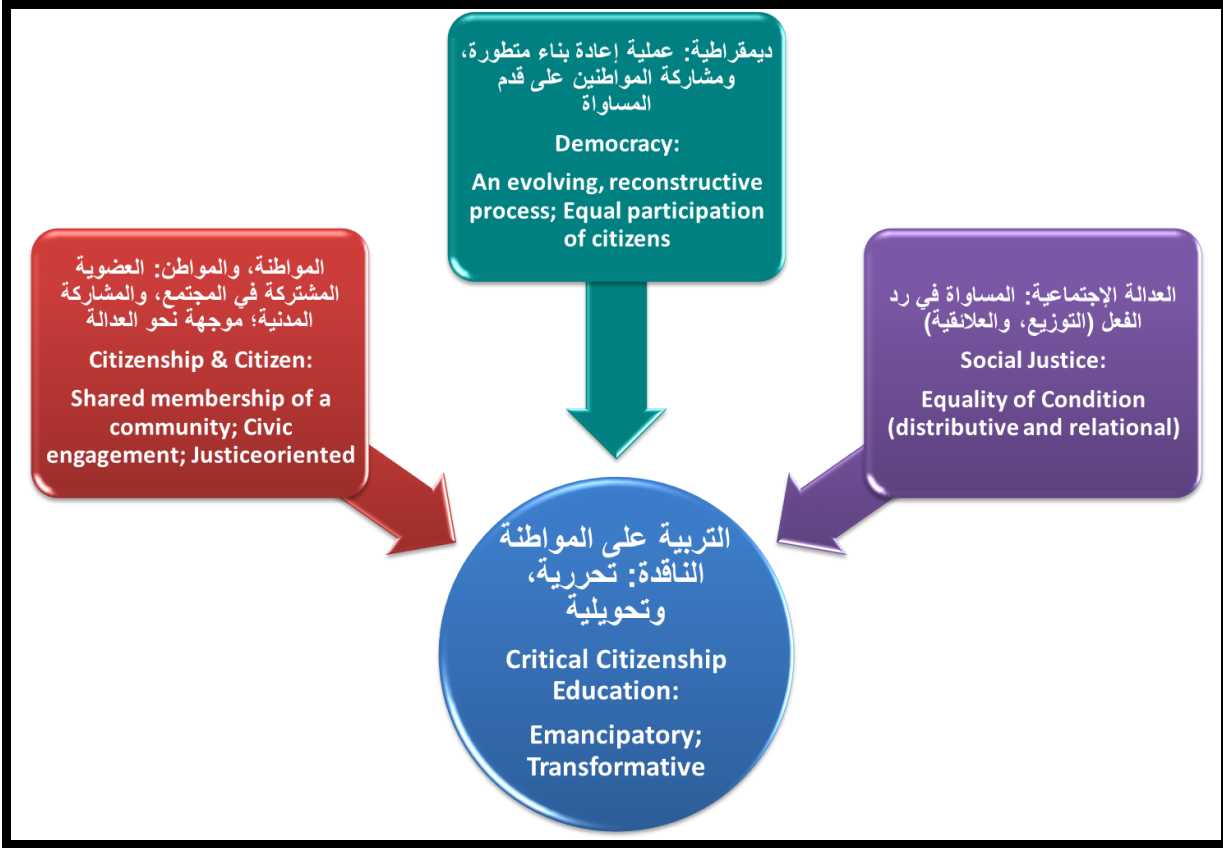 ديمقراطية: عملية إعادة بناء متطورة،
ومشاركة المواطنين على قدم
المساواة
Democracy:
An evolving, reconstructive
process; Equal participation
of citizens
المواطنة، والمواطن: العضوية
المشتركة في المجتمع، والمشاركة
المدنية؛ موجهة نحو العدالة
Citizenship & Citizen:
Shared membership of a
community; Civic
engagement; Justiceoriented
العدالة الإجتماعية: المساواة في رد
الفعل (التوزيع، والعلائقية)
Social Justice:
Equality of Condition
(distributive and relational)
التربية على المواطنة
الناقدة: تحررية،
وتحويلية
Critical Citizenship
Education:
Emancipatory;
Transformative